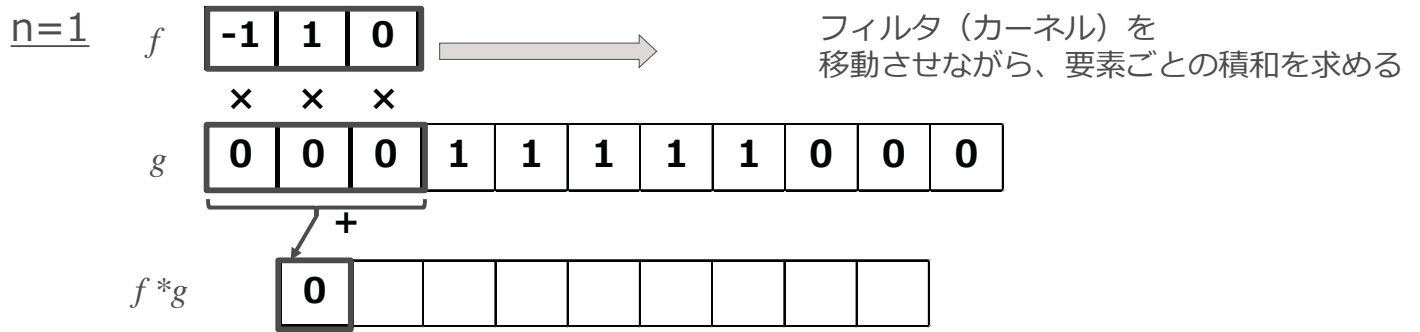 n=1 f -1 1 0
フィルタ（カーネル）を
移動させながら、要素ごとの積和を求める
× × ×
g 0 0 0 1 1 1 1 1 0 0 0
+
f*g 0